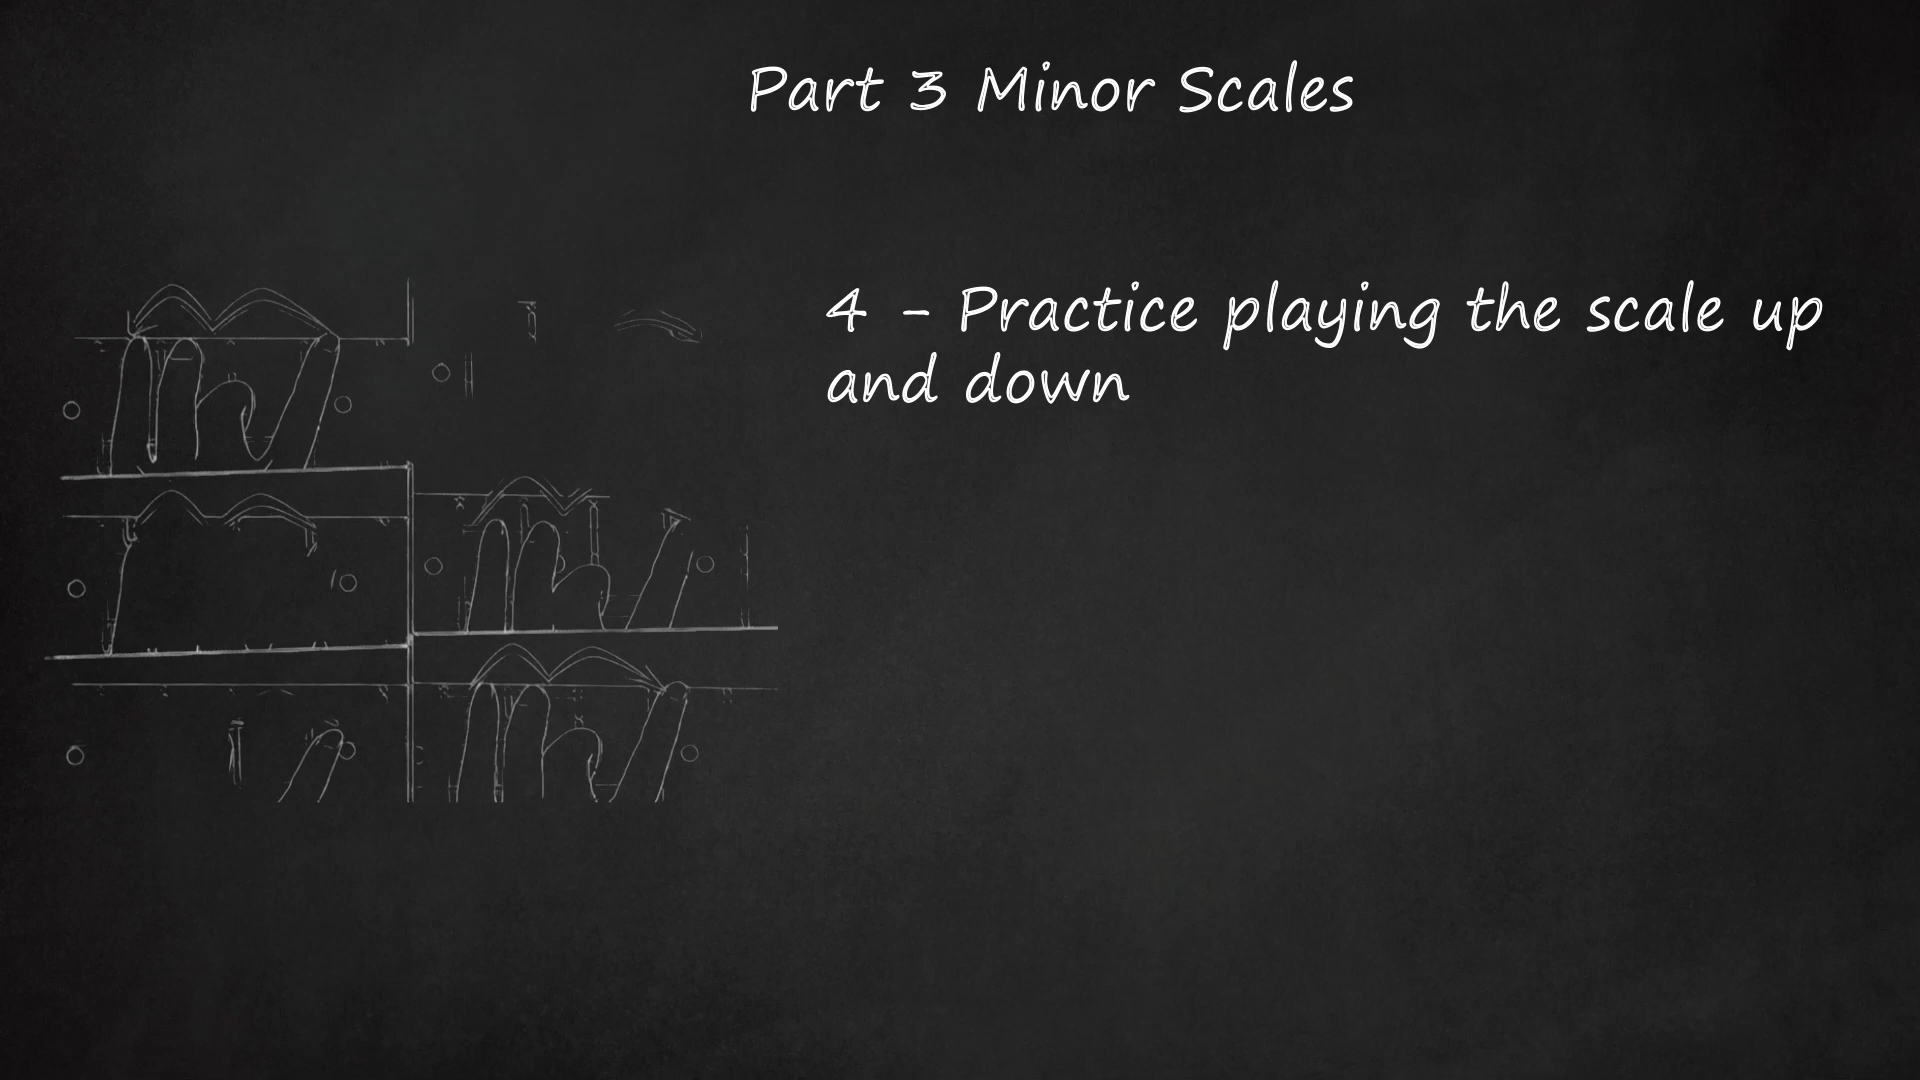 Part 3 Minor Scales
4 - Practice playing the scale up
and down